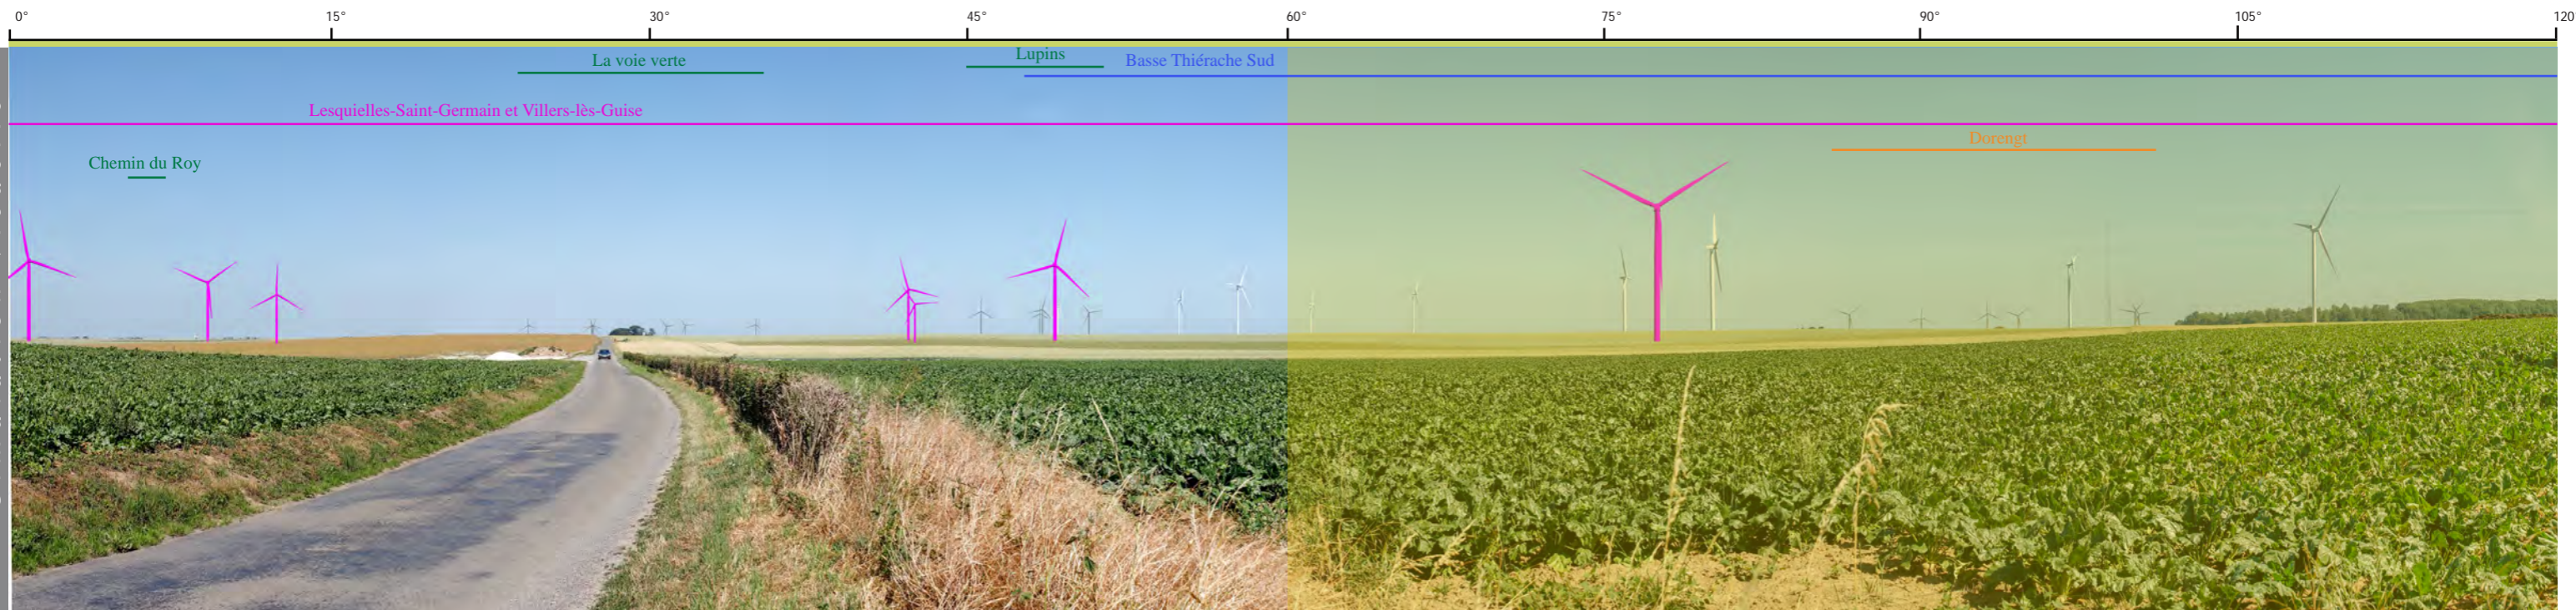 0° 15° 30° 45° 60° 75° 90° 105° 120
La voie verte
Lupins
Basse Thiérache Sud
Lesquielles-Saint-Germain et Villers-lès-Guise
Dorengt
Chemin du Roy